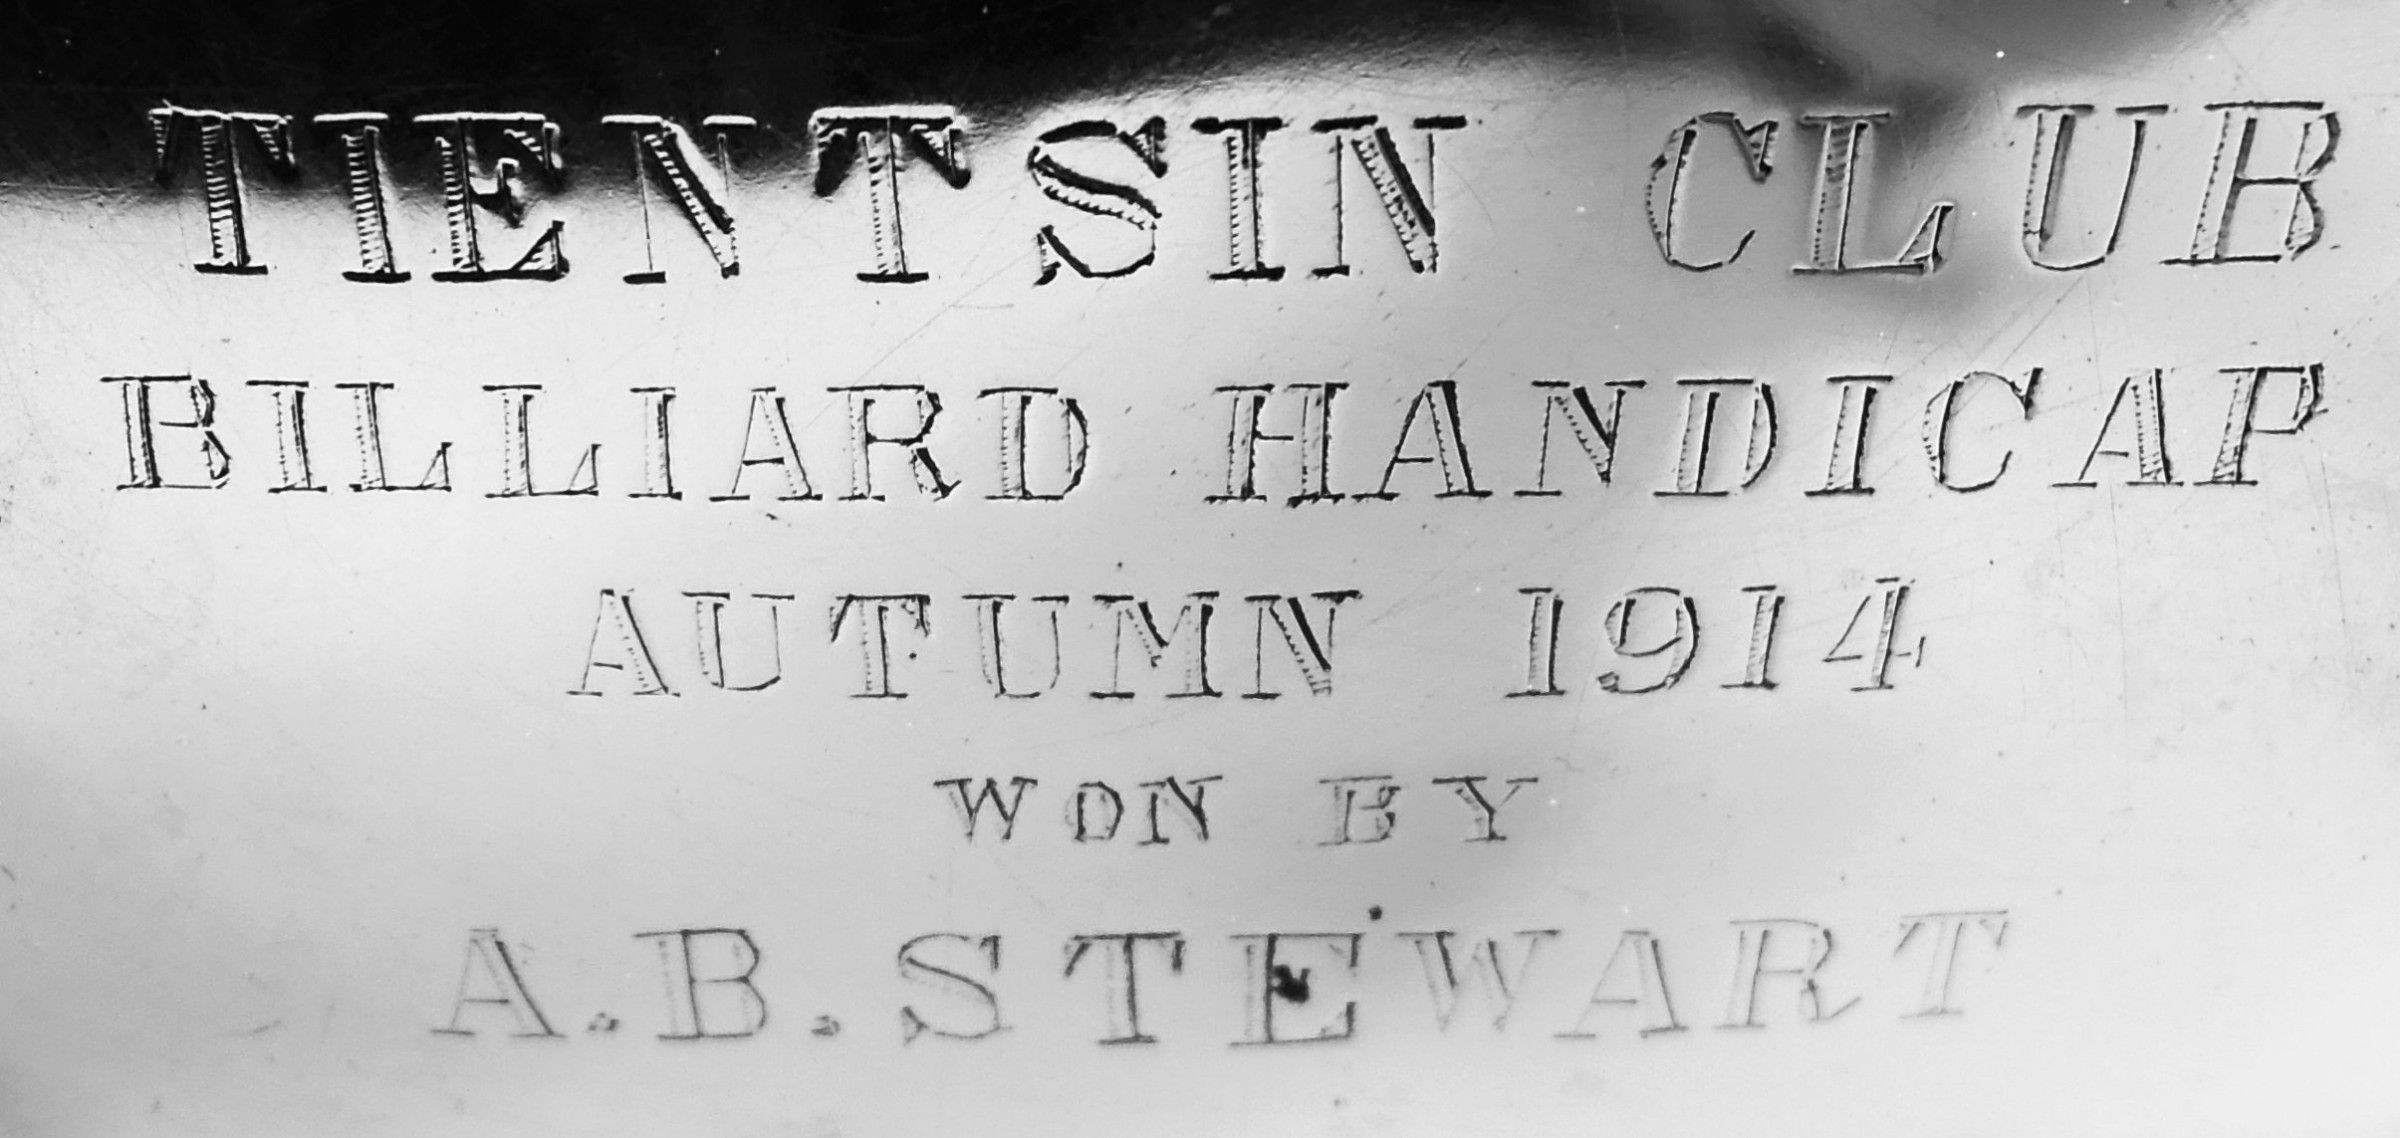 TIENTSIN CLUB
BILLIARD HANDICAP
AUTUMN 1914
WON BY
A.B.STEWART